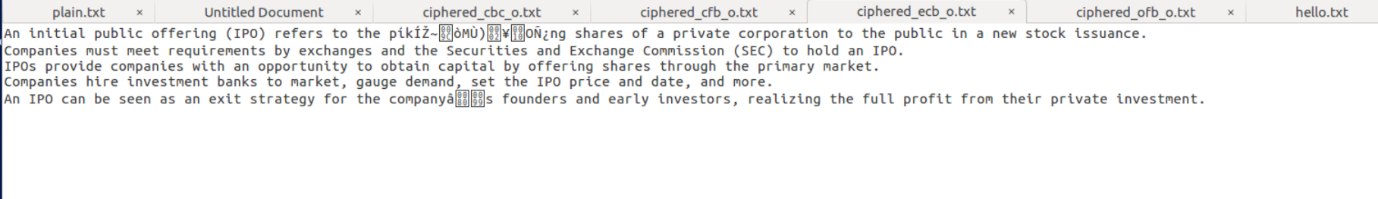 plain.txt × Untitled Document × ciphered_cbc_o.txt × ciphered_cfb_o.txt × ciphered_ecb_o.txt × ciphered_ofb_o.txt × hello.txt
An initial public offering (IPO) refers to the pikÍŽ~òMÙ)¥OÑ¿ng shares of a private corporation to the public in a new stock issuance.
Companies must meet requirements by exchanges and the Securities and Exchange Commission (SEC) to hold an IPO.
IPOs provide companies with an opportunity to obtain capital by offering shares through the primary market.
Companies hire investment banks to market, gauge demand, set the IPO price and date, and more.
An IPO can be seen as an exit strategy for the companyâs founders and early investors, realizing the full profit from their private investment.